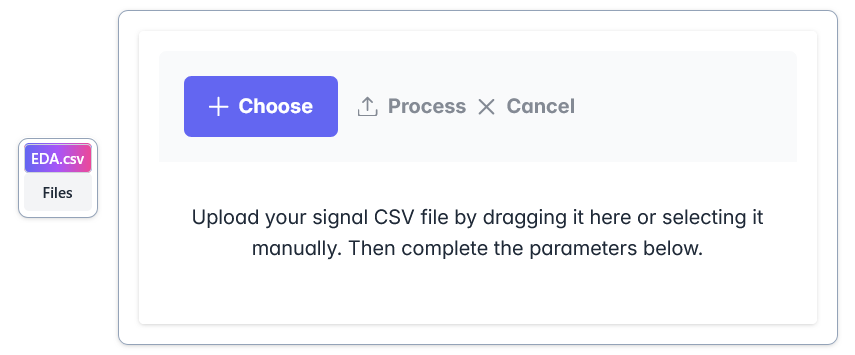 EDA.csv
Files
Choose Process Cancel
Upload your signal CSV file by dragging it here or selecting it
manually. Then complete the parameters below.